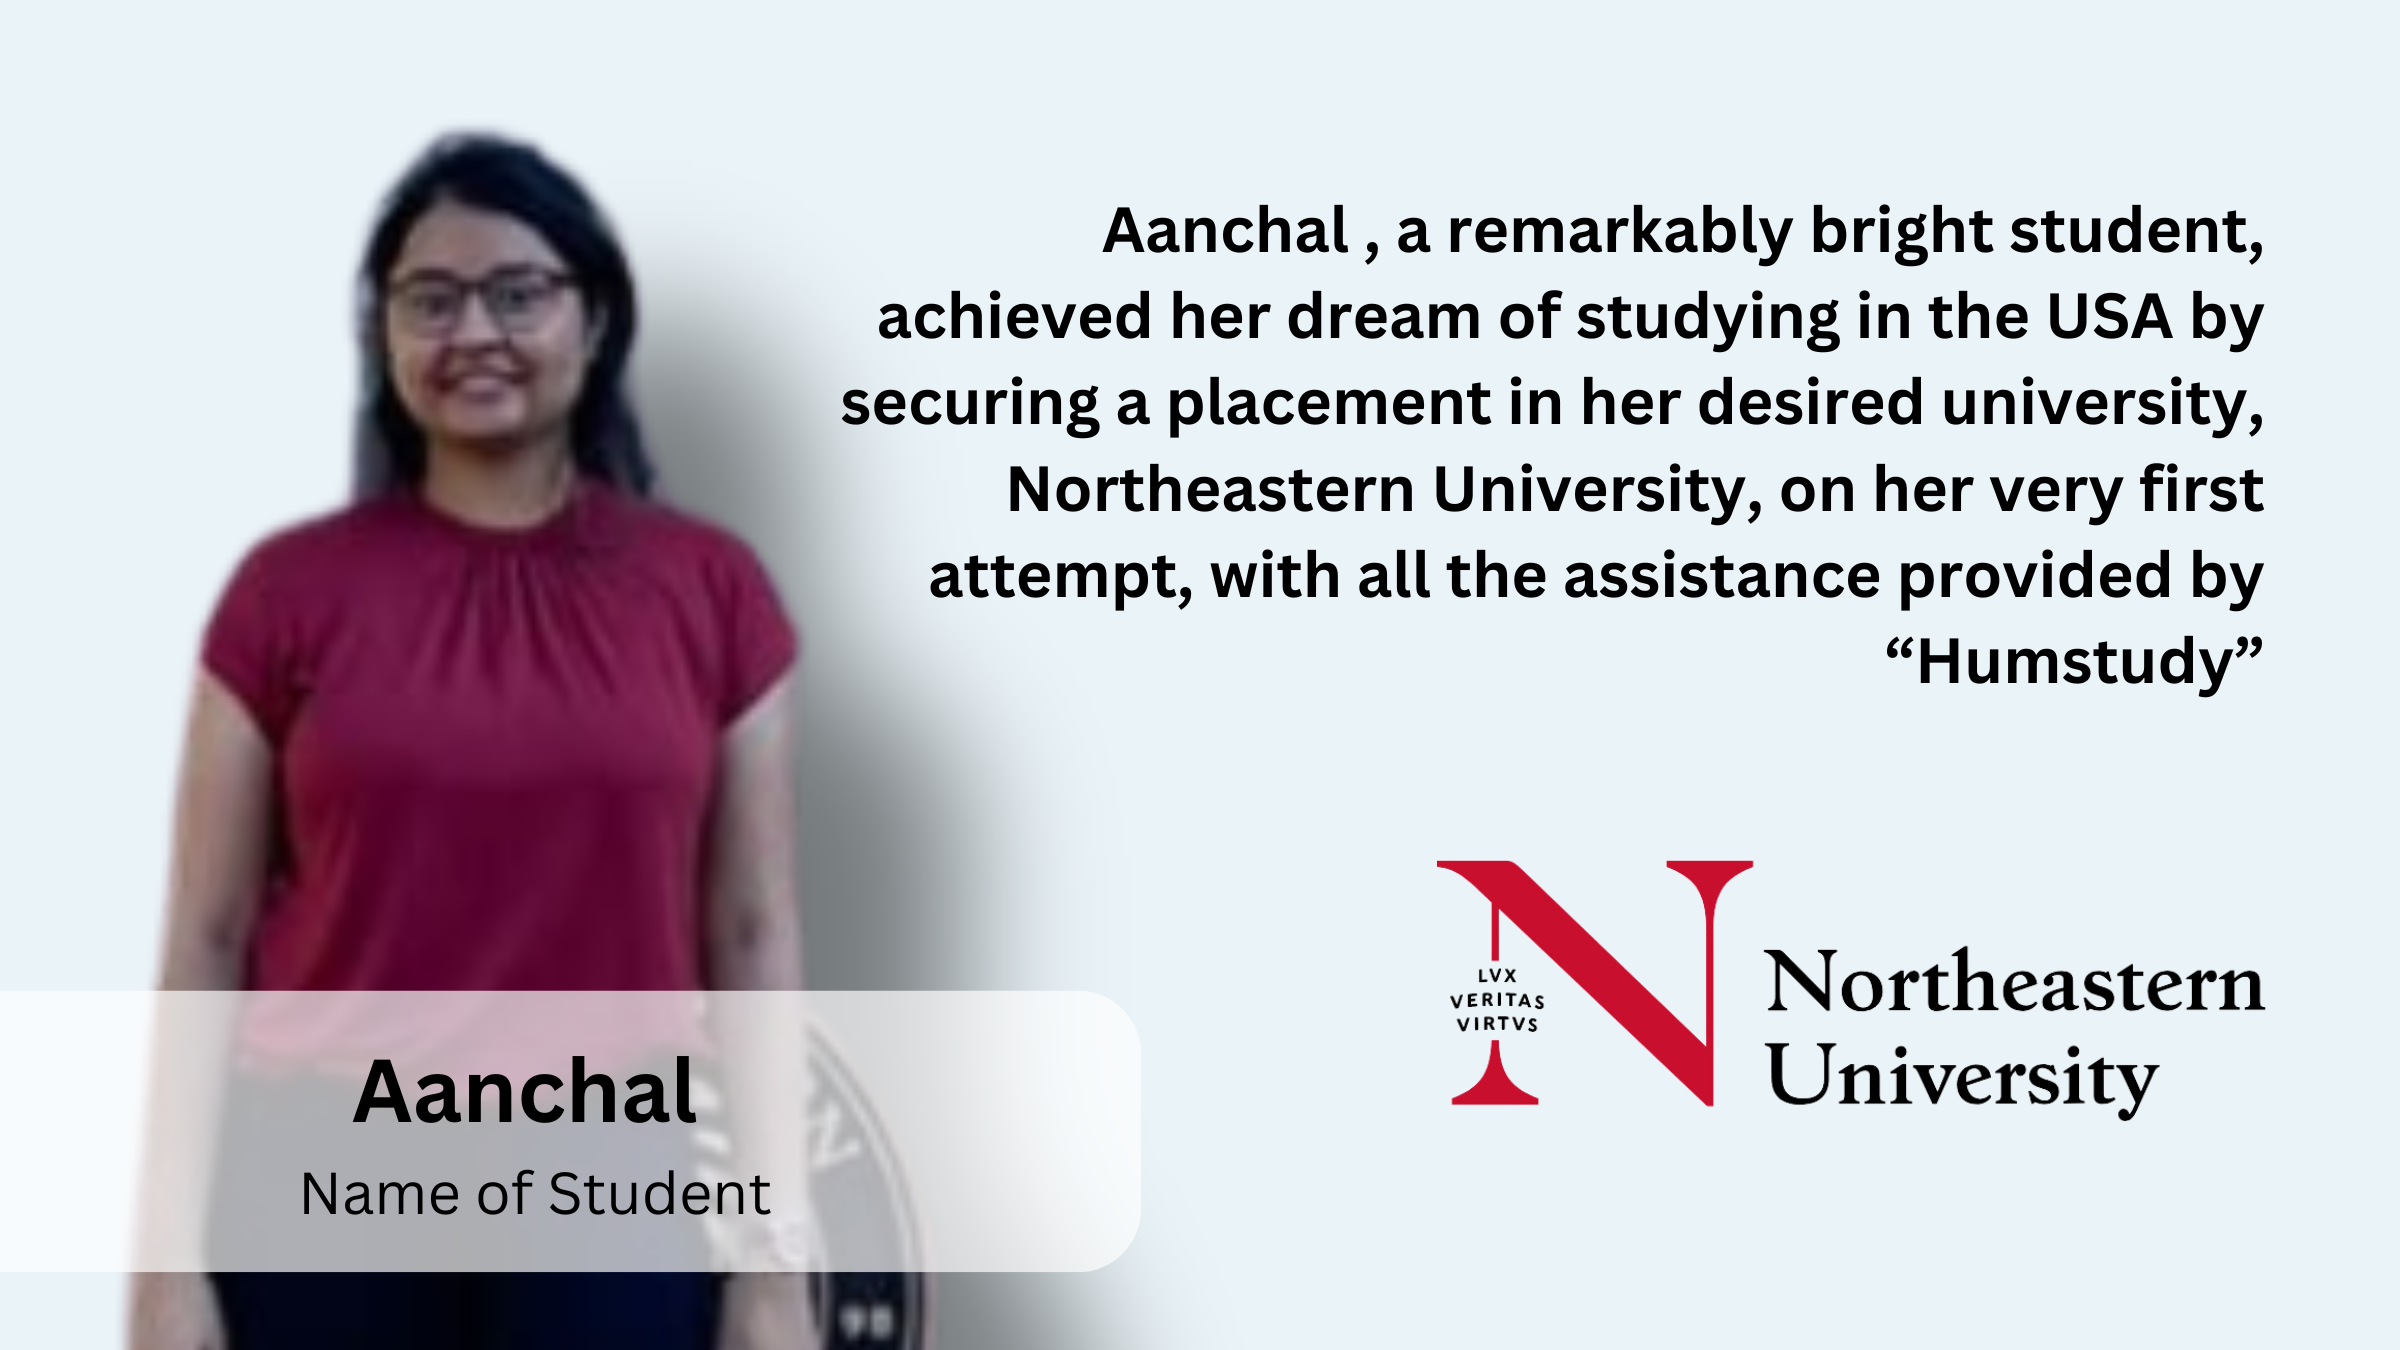 Aanchal , a remarkably bright student,
achieved her dream of studying in the USA by
securing a placement in her desired university,
Northeastern University, on her very first
attempt, with all the assistance provided by
“Humstudy”
LVX
VERITAS
VIRTVS
Northeastern
University
Aanchal
Name of Student
N
98